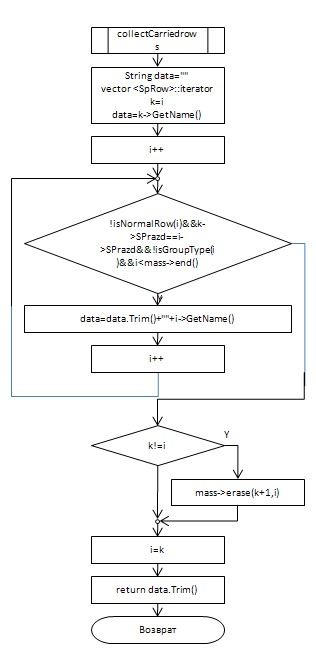 collectCarriedrow
s
String data=""
vector <SpRow>::iterator
k=i
data=k->GetName()
i++
!isNormalRow(i)&&k-
>SPrazd==i-
>SPrazd&&!isGroupType(i
)&&i<mass->end()
Y
data=data.Trim()+""+i->GetName()
i++
k!=i
Y
mass->erase(k+1,i)
i=k
return data.Trim()
Возврат